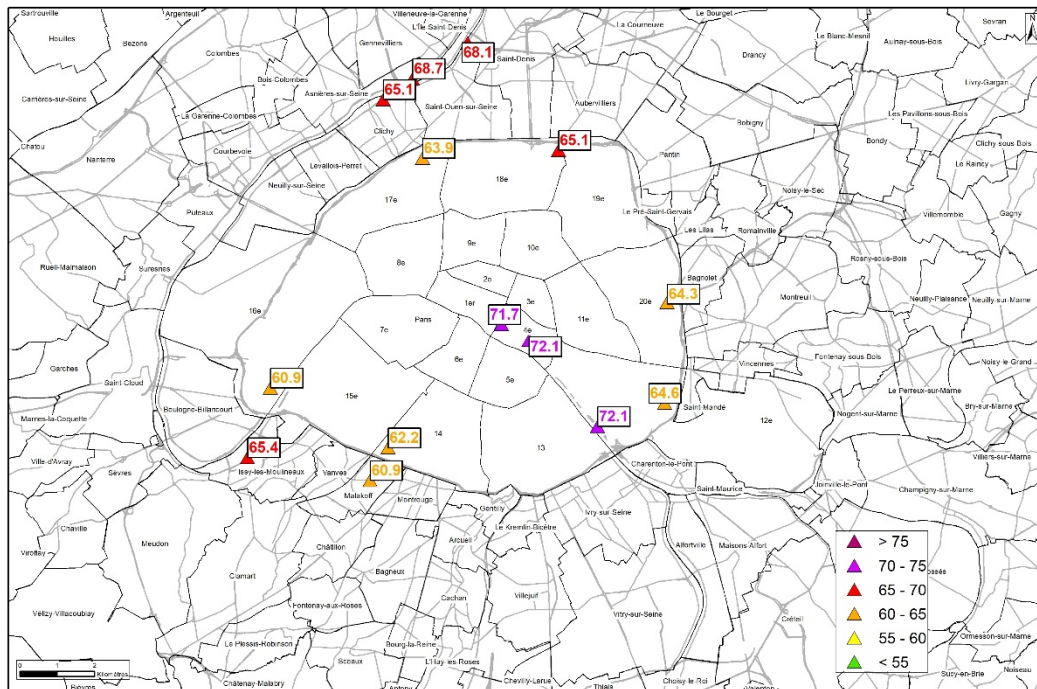 Sartrouville
Argenteuil
Villeneuve-la-Garenne
La Courneuve
Le Bourget
Le Blanc-Mesnil
Sevran
Houilles
Bezons
Colombes
Gennevilliers
L'Île Saint Denis
Saint-Denis
Drancy
Aulnay-sous-Bois
N
68.1
68.7
65.1
Bois-Colombes
Asnières-sur-Seine
Saint-Ouen-sur-Seine
Aubervilliers
Livry-Gargan
Carrières-sur-Seine
La Garenne-Colombes
Clichy
Bobigny
Les Pavillons-sous-Bois
Chatou
Courbevoie
Levallois-Perret
63.9
65.1
Pantin
Bondy
Clichy-sous Bois
Nanterre
Neuilly-sur-Seine
18e
Noisy-le-Sec
Le Raincy
17e
19e
Puteaux
Le Pré-Saint-Gervais
Romainville
Villemomble
Gagny
Les Lilas
9e
10e
Rueil-Malmaison
Suresnes
8e
Bagnolet
Rosny-sous-Bois
2e
1er
3e
20e
64.3
Montreuil
Neuilly-Plaisance
Neuilly-sur-Marne
16e
7e
Paris
71.7
4e
11e
72.1
6e
5e
Vincennes
Fontenay-sous Bois
Noisy-le Grand
Garches
Saint-Cloud
60.9
15e
64.6
Saint-Mandé
Le Perreux-sur-Marne
Boulogne-Billancourt
Nogent-sur-Marne
Bry-sur-Marne
Marnes-la-Coquette
12e
72.1
14
13
Ville-d'Avray
Sèvres
65.4
Issy-les-Moulineaux
62.2
Vanves
60.9
Malakoff
Montrouge
Gentilly
Charenton-le-Pont
Saint-Maurice
Joinville-le-Pont
Villiers-sur-Marne
Champigny-sur-Marne
Chaville
Viroflay
Meudon
Le Kremlin-Bicêtre
Ivry-sur-Seine
Châtillon
Arcueil
Alfortville
Maisons-Alfort
Clamart
Bagneux
Vélizy-Villacoublay
Fontenay-aux-Roses
Cachan
Villejuif
Vitry-sur-Seine
Créteil
Le Plessis-Robinson
Bourg-la-Reine
Sceaux
L'Haÿ-les-Roses
Ormesson-sur-Marne
Noiseau
Bièvres
Châtenay-Malabry
Antony
Chevilly-Larue
Thiais
Choisy-le-Roi
Valenton
Sucy-en-Brie
> 75
70 - 75
65 - 70
60 - 65
55 - 60
< 55
0 1 2
Kilomètres